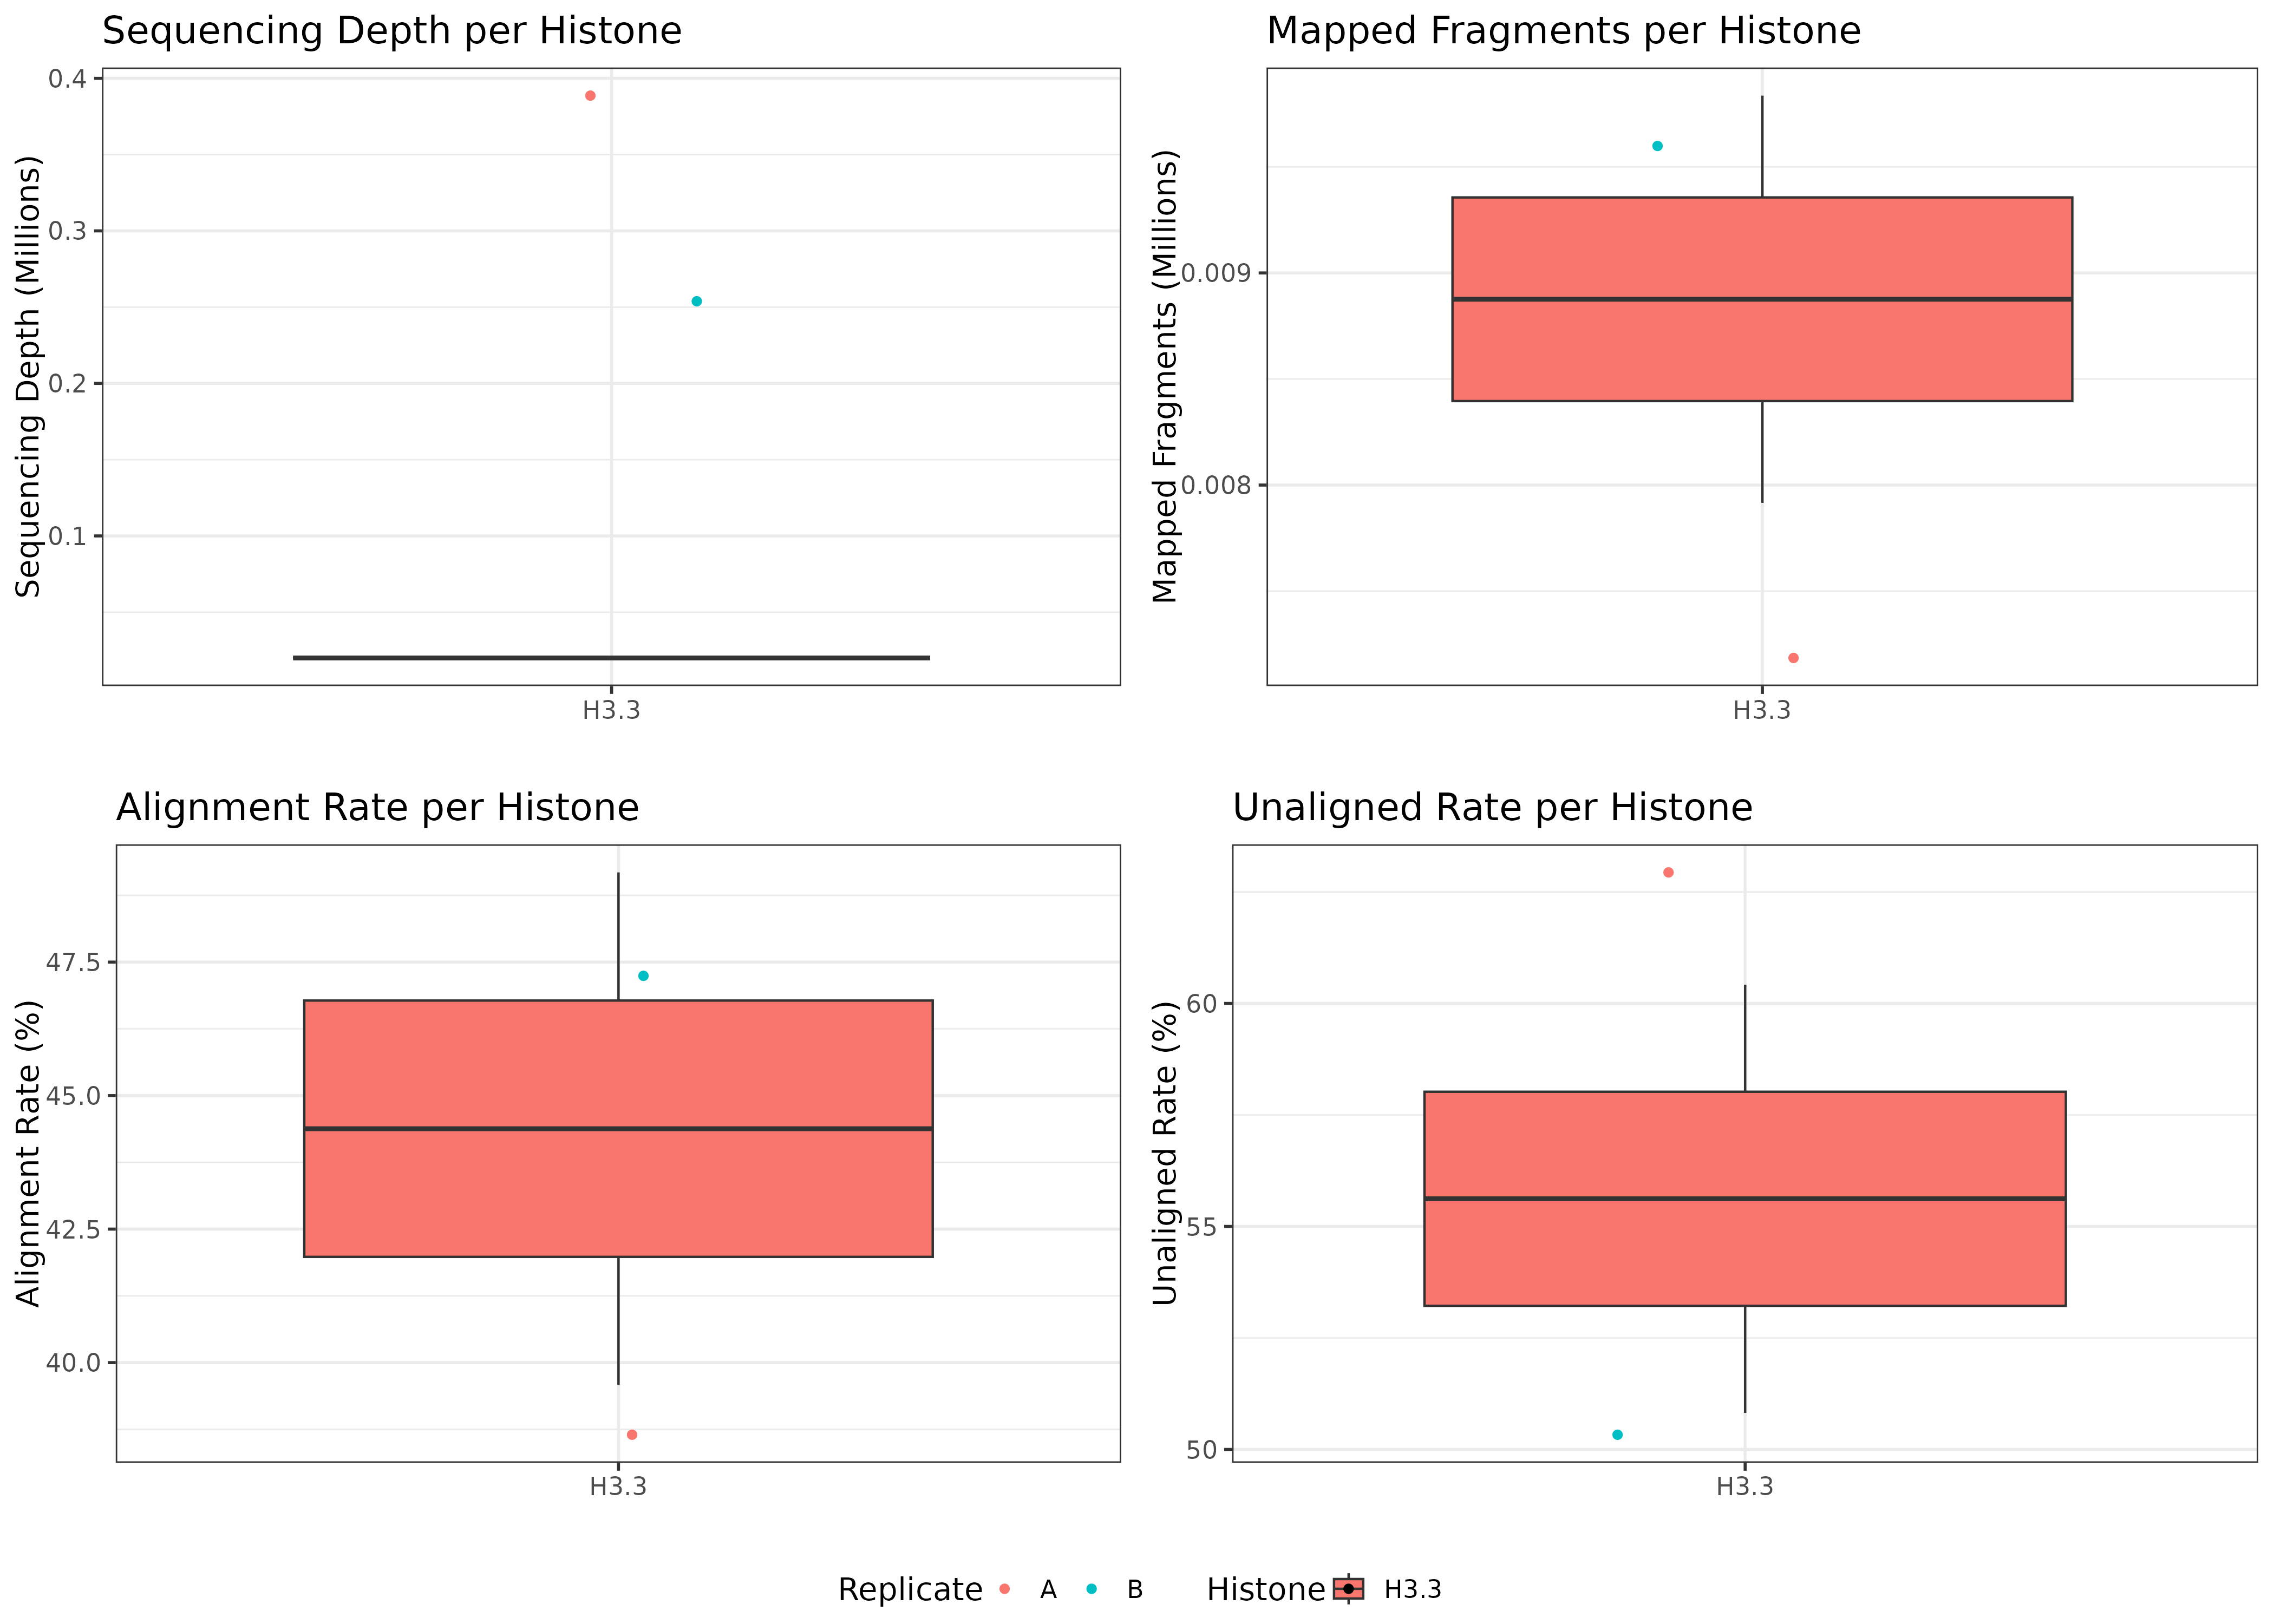 Sequencing Depth per Histone
Sequencing Depth (Millions)
0.4
0.3
0.2
0.1
H3.3
Mapped Fragments per Histone
Mapped Fragments (Millions)
0.009
0.008
H3.3
Alignment Rate per Histone
Alignment Rate (%)
47.5
45.0
42.5
40.0
H3.3
Unaligned Rate per Histone
Unaligned Rate (%)
60
55
50
H3.3
Replicate A B Histone H3.3